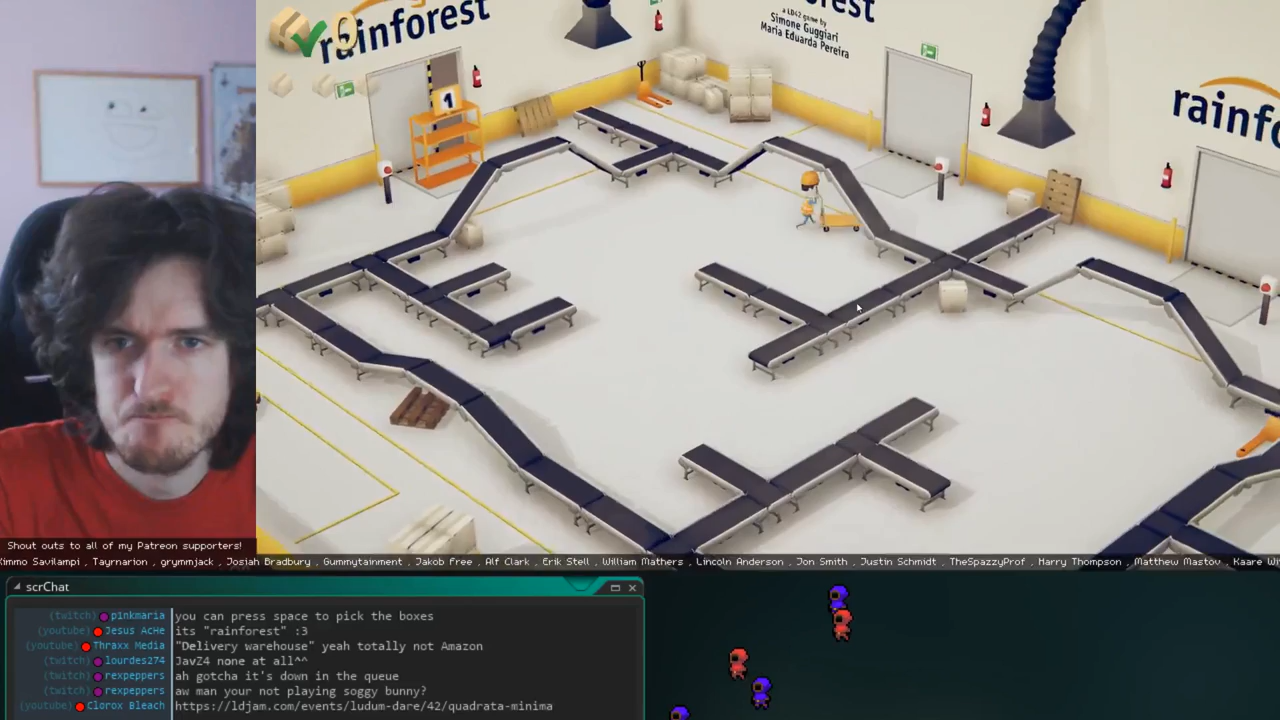 rainforest
0
1
rainforest
a LD42 game by
Simone Guggiari
Maria Eduarda Pereira
rainfo
Shout outs to all of my Patreon supporters!
Kimmo Savilampi , Taynarion , grymmjack , Josiah Bradbury , Gummytainment , Jakob Free , Alf Clark , Erik Stell , William Mathers , Lincoln Anderson , Jon Smith , Justin Schmidt , TheSpazzyProf , Harry Thompson , Matthew Mastov , Kaare Wi
scrChat
(twitch) pinkmaria you can press space to pick the boxes
(youtube) Jesus AcHe its "rainforest" :3
(youtube) Thraxx Media "Delivery warehouse" yeah totally not Amazon
(twitch) lourdes274 JavZ4 none at all^^
(twitch) rexpeppers ah gotcha it's down in the queue
(twitch) rexpeppers aw man your not playing soggy bunny?
(youtube) Clorox Bleach https://ldjam.com/events/ludum-dare/42/quadrata-minima